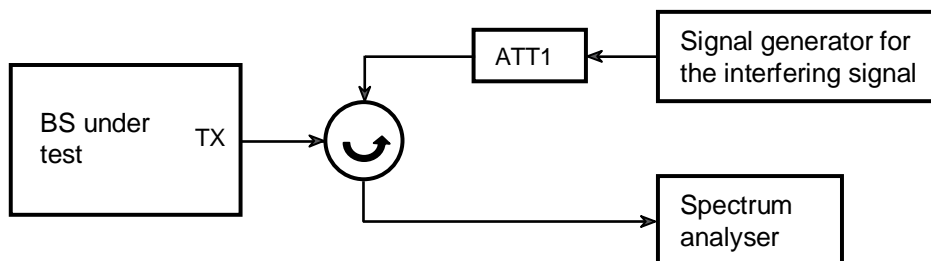 BS under
test
TX
ATT1
Signal generator for
the interfering signal
Spectrum
analyser